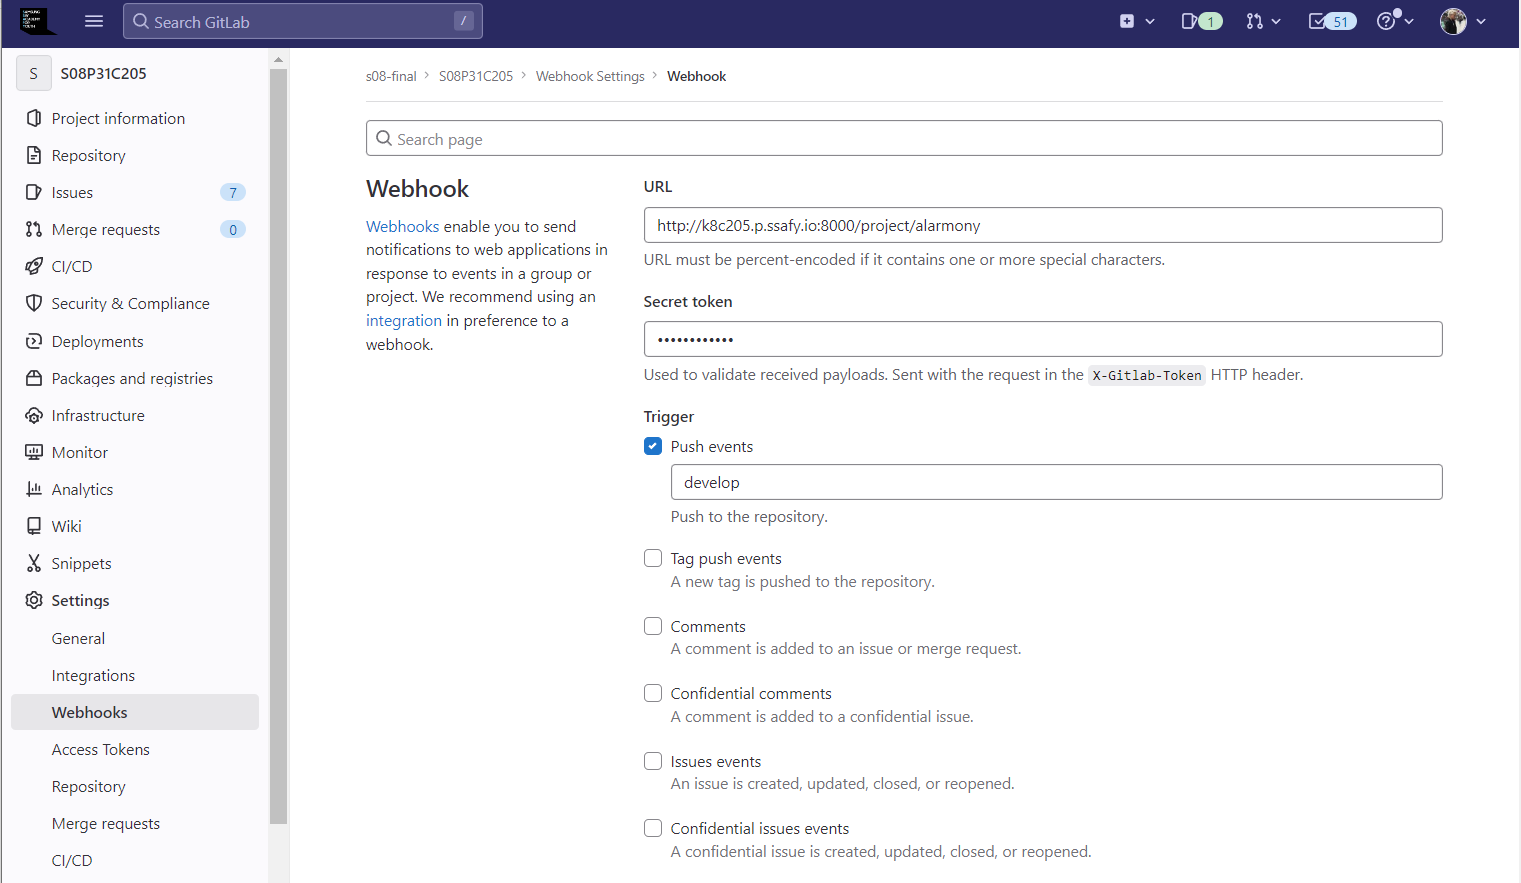 SAMSUNG
SW
ACADEMY
FOR
YOUTH
Search GitLab
/
1
51
S
S08P31C205
Project information
Repository
Issues
7
Merge requests
0
CI/CD
Security & Compliance
Deployments
Packages and registries
Infrastructure
Monitor
Analytics
Wiki
Snippets
Settings
General
Integrations
Webhooks
Access Tokens
Repository
Merge requests
CI/CD
s08-final > S08P31C205 > Webhook Settings > Webhook
Search page
Webhook
Webhooks enable you to send
notifications to web applications in
response to events in a group or
project. We recommend using an
integration in preference to a
webhook.
URL
http://k8c205.p.ssafy.io:8000/project/alarmony
URL must be percent-encoded if it contains one or more special characters.
Secret token
••••••••••••
Used to validate received payloads. Sent with the request in the X-Gitlab-Token HTTP header.
Trigger
Push events
develop
Push to the repository.
Tag push events
A new tag is pushed to the repository.
Comments
A comment is added to an issue or merge request.
Confidential comments
A comment is added to a confidential issue.
Issues events
An issue is created, updated, closed, or reopened.
Confidential issues events
A confidential issue is created, updated, closed, or reopened.